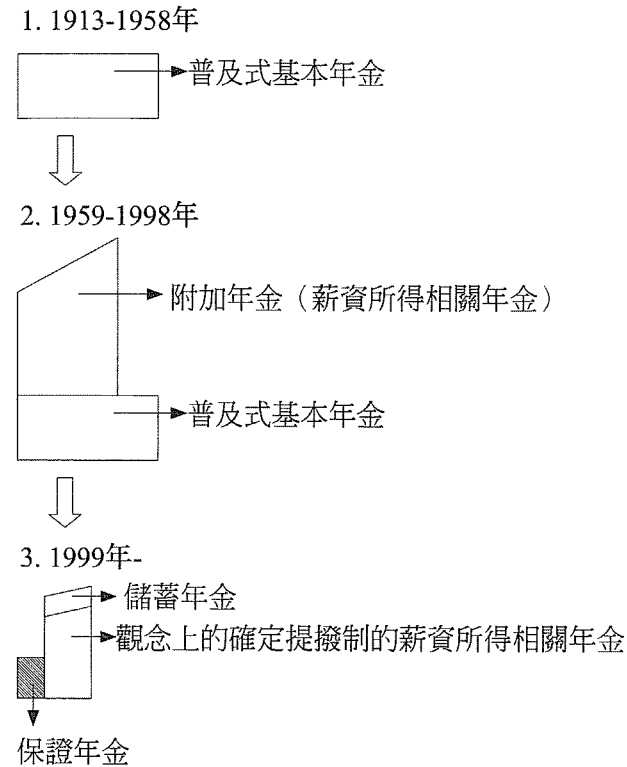 1. 1913-1958年
普及式基本年金
2. 1959-1998年
附加年金（薪資所得相關年金）
普及式基本年金
3. 1999年-
儲蓄年金
觀念上的確定提撥制的薪資所得相關年金
保證年金